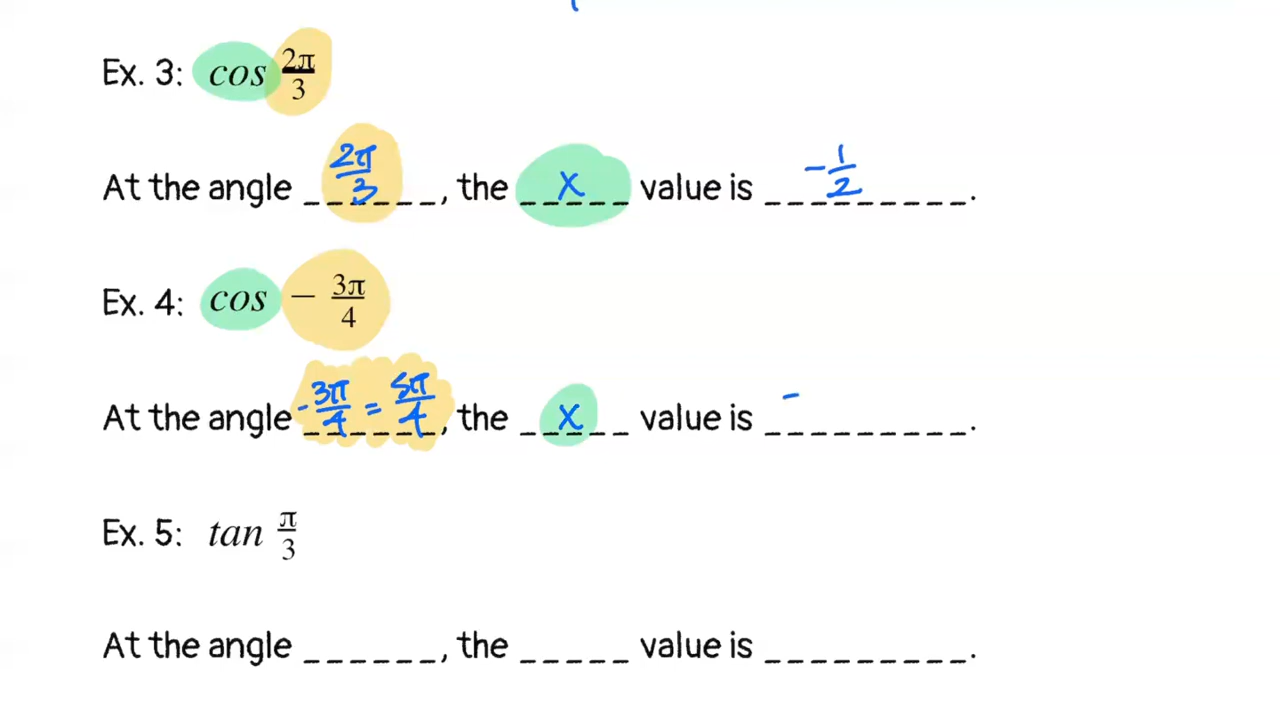 Ex. 3: cos 2π/3
At the angle 2π/3, the x value is -1/2.
Ex. 4: cos - 3π/4
At the angle -3π/4 = 5π/4, the x value is - _________.
Ex. 5: tan π/3
At the angle ______, the _____ value is _________.